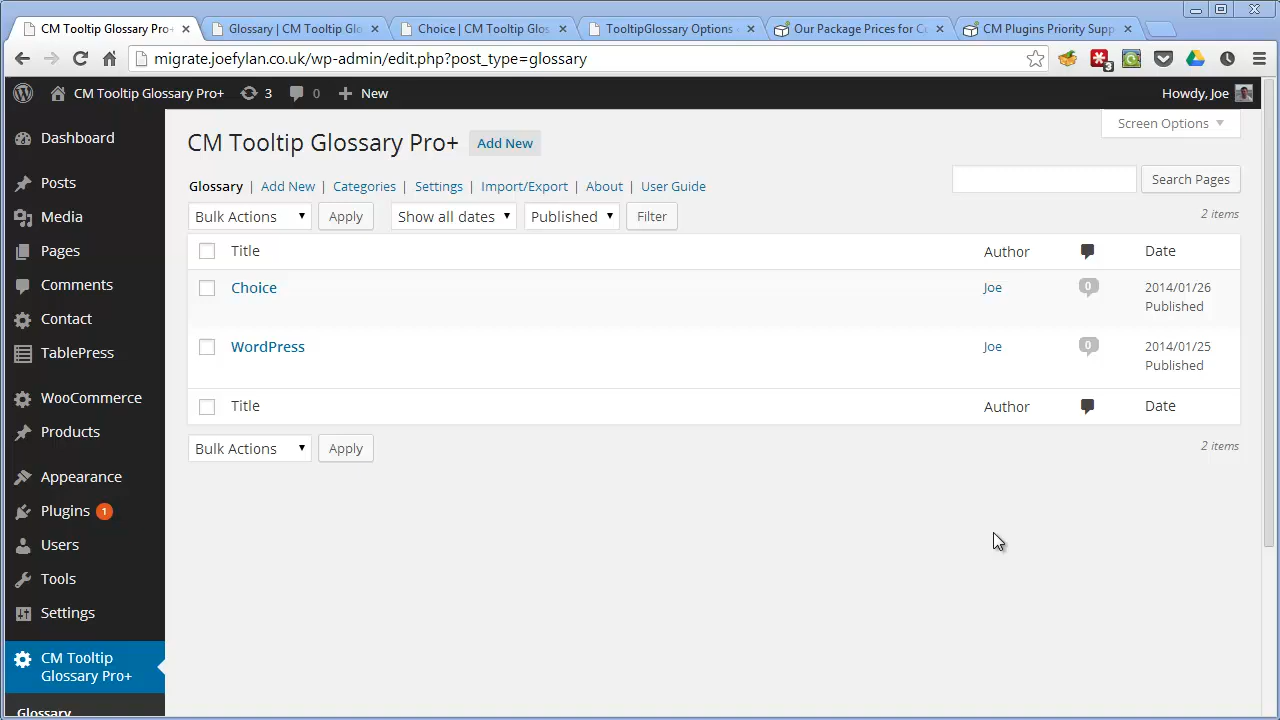 CM Tooltip Glossary Pro+
Glossary | CM Tooltip Gl
Choice | CM Tooltip Glos
TooltipGlossary Options
Our Package Prices for C
CM Plugins Priority Supp
migrate.joefylan.co.uk/wp-admin/edit.php?post_type=glossary
3
CM Tooltip Glossary Pro+ 3 0 New Howdy, Joe
Screen Options
CM Tooltip Glossary Pro+ Add New
Glossary | Add New | Categories | Settings | Import/Export | About | User Guide
Search Pages
Bulk Actions Apply Show all dates Published Filter 2 items
Title Author Date
Choice Joe 0 2014/01/26
Published
WordPress Joe 0 2014/01/25
Published
Title Author Date
Bulk Actions Apply 2 items
Dashboard
Posts
Media
Pages
Comments
Contact
TablePress
WooCommerce
Products
Appearance
Plugins 1
Users
Tools
Settings
CM Tooltip
Glossary Pro+
Glossary